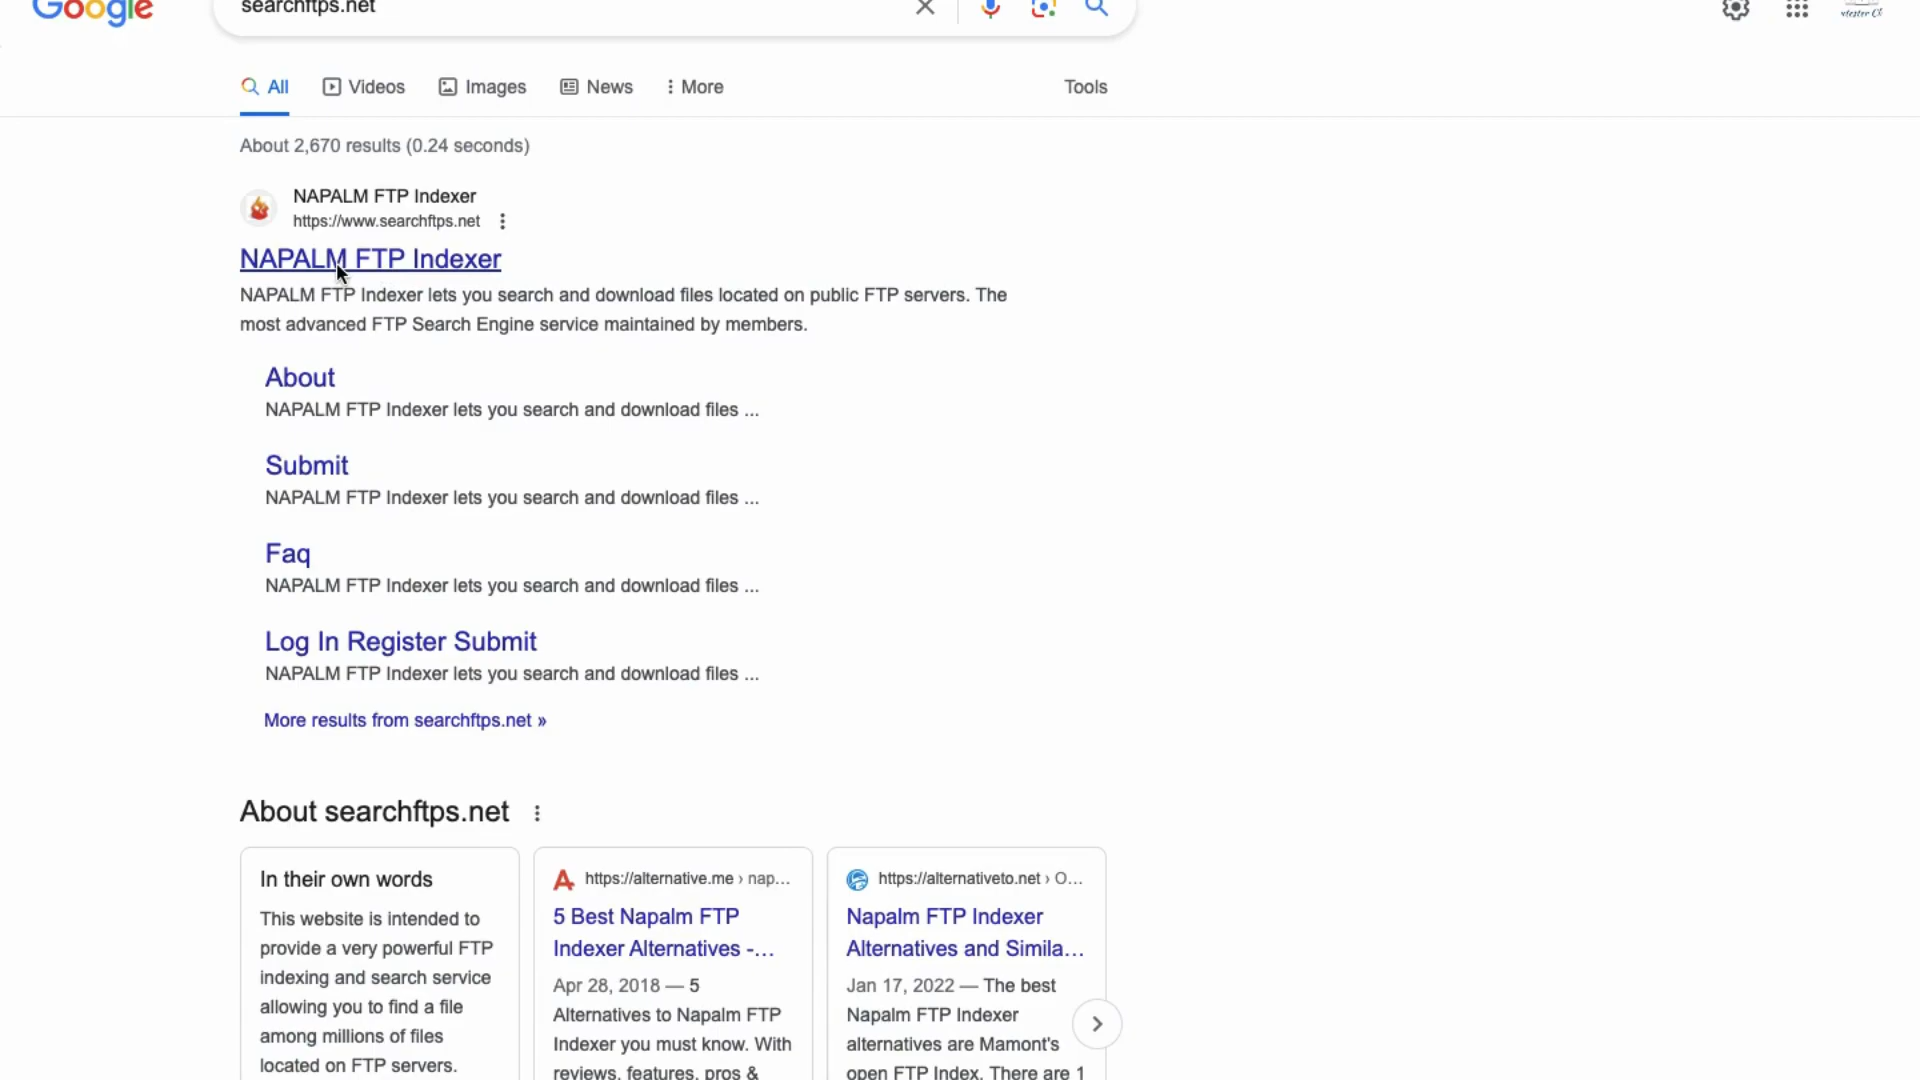 Google
searchftps.net
All
Videos
Images
News
More
Tools
About 2,670 results (0.24 seconds)
NAPALM FTP Indexer
https://www.searchftps.net
NAPALM FTP Indexer
NAPALM FTP Indexer lets you search and download files located on public FTP servers. The
most advanced FTP Search Engine service maintained by members.
About
NAPALM FTP Indexer lets you search and download files ...
Submit
NAPALM FTP Indexer lets you search and download files ...
Faq
NAPALM FTP Indexer lets you search and download files ...
Log In Register Submit
NAPALM FTP Indexer lets you search and download files ...
More results from searchftps.net »
About searchftps.net
In their own words
This website is intended to
provide a very powerful FTP
indexing and search service
allowing you to find a file
among millions of files
located on FTP servers.
https://alternative.me › nap...
5 Best Napalm FTP
Indexer Alternatives -...
Apr 28, 2018 — 5
Alternatives to Napalm FTP
Indexer you must know. With
reviews, features, pros &
https://alternativeto.net › O...
Napalm FTP Indexer
Alternatives and Simila...
Jan 17, 2022 — The best
Napalm FTP Indexer
alternatives are Mamont's
open FTP Index. There are 1